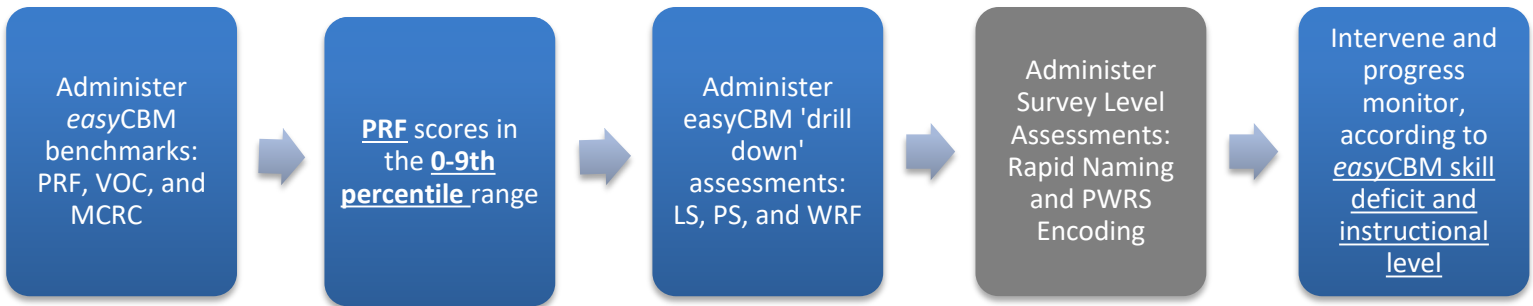 Administer
easyCBM
benchmarks:
PRF, VOC, and
MCRC
PRF scores in
the 0-9th
percentile range
Administer
easyCBM 'drill
down'
assessments:
LS, PS, and WRF
Administer
Survey Level
Assessments:
Rapid Naming
and PWRS
Encoding
Intervene and
progress
monitor,
according to
easyCBM skill
deficit and
instructional
level